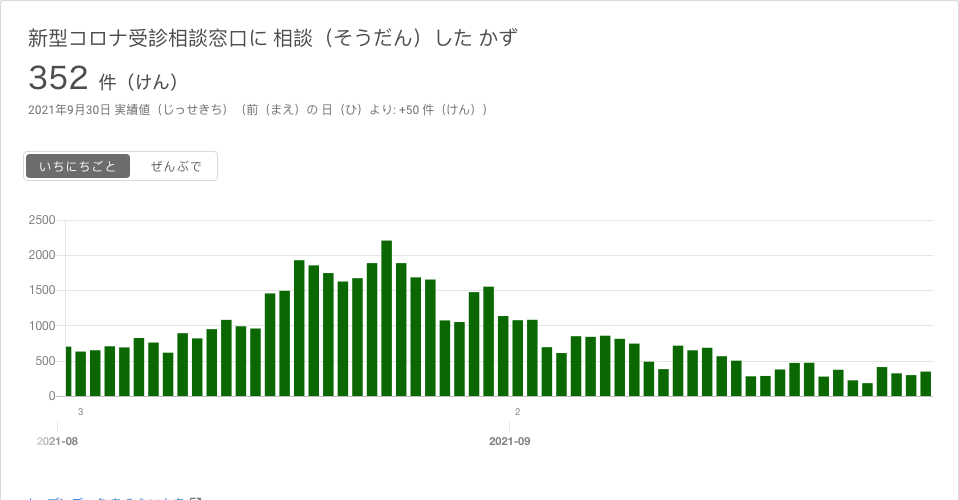 新型コロナ受診相談窓口に 相談（そうだん）した かず
352 件（けん）
2021年9月30日 実績値（じっせきち）（前（まえ）の 日（ひ）より: +50 件（けん））
いちにちごと ぜんぶで
2500
2000
1500
1000
500
0
3 2
2021-08 2021-09